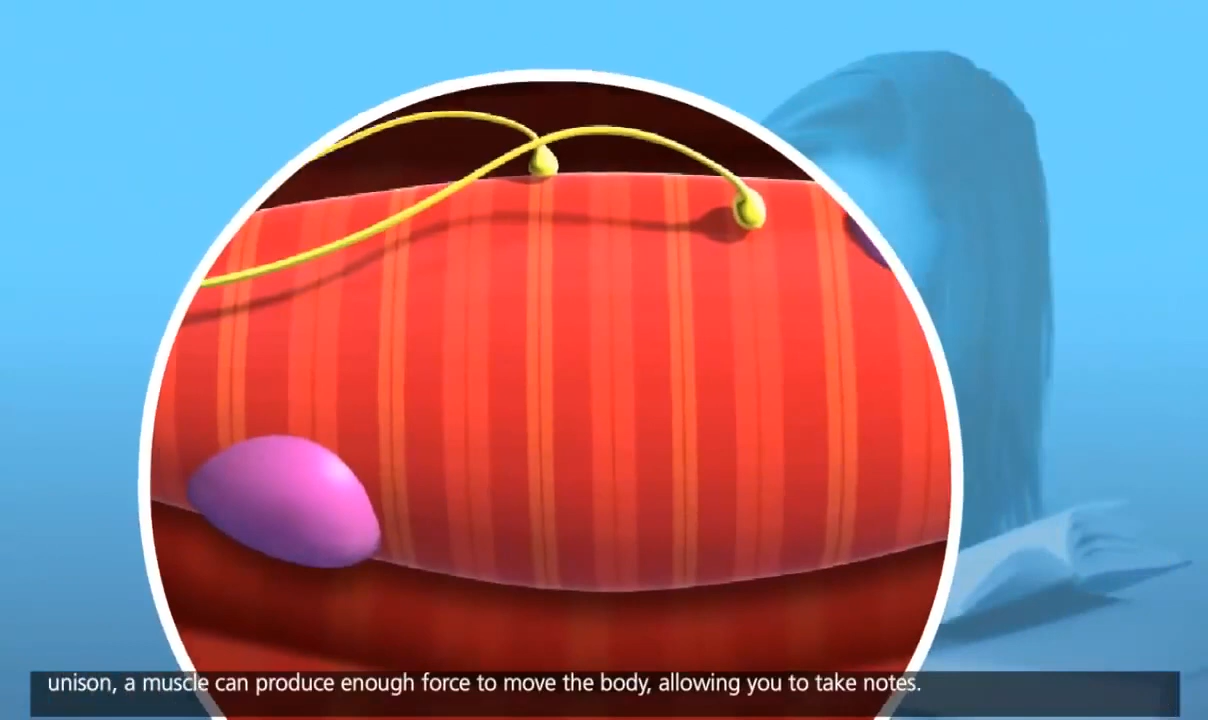 unison, a muscle can produce enough force to move the body, allowing you to take notes.